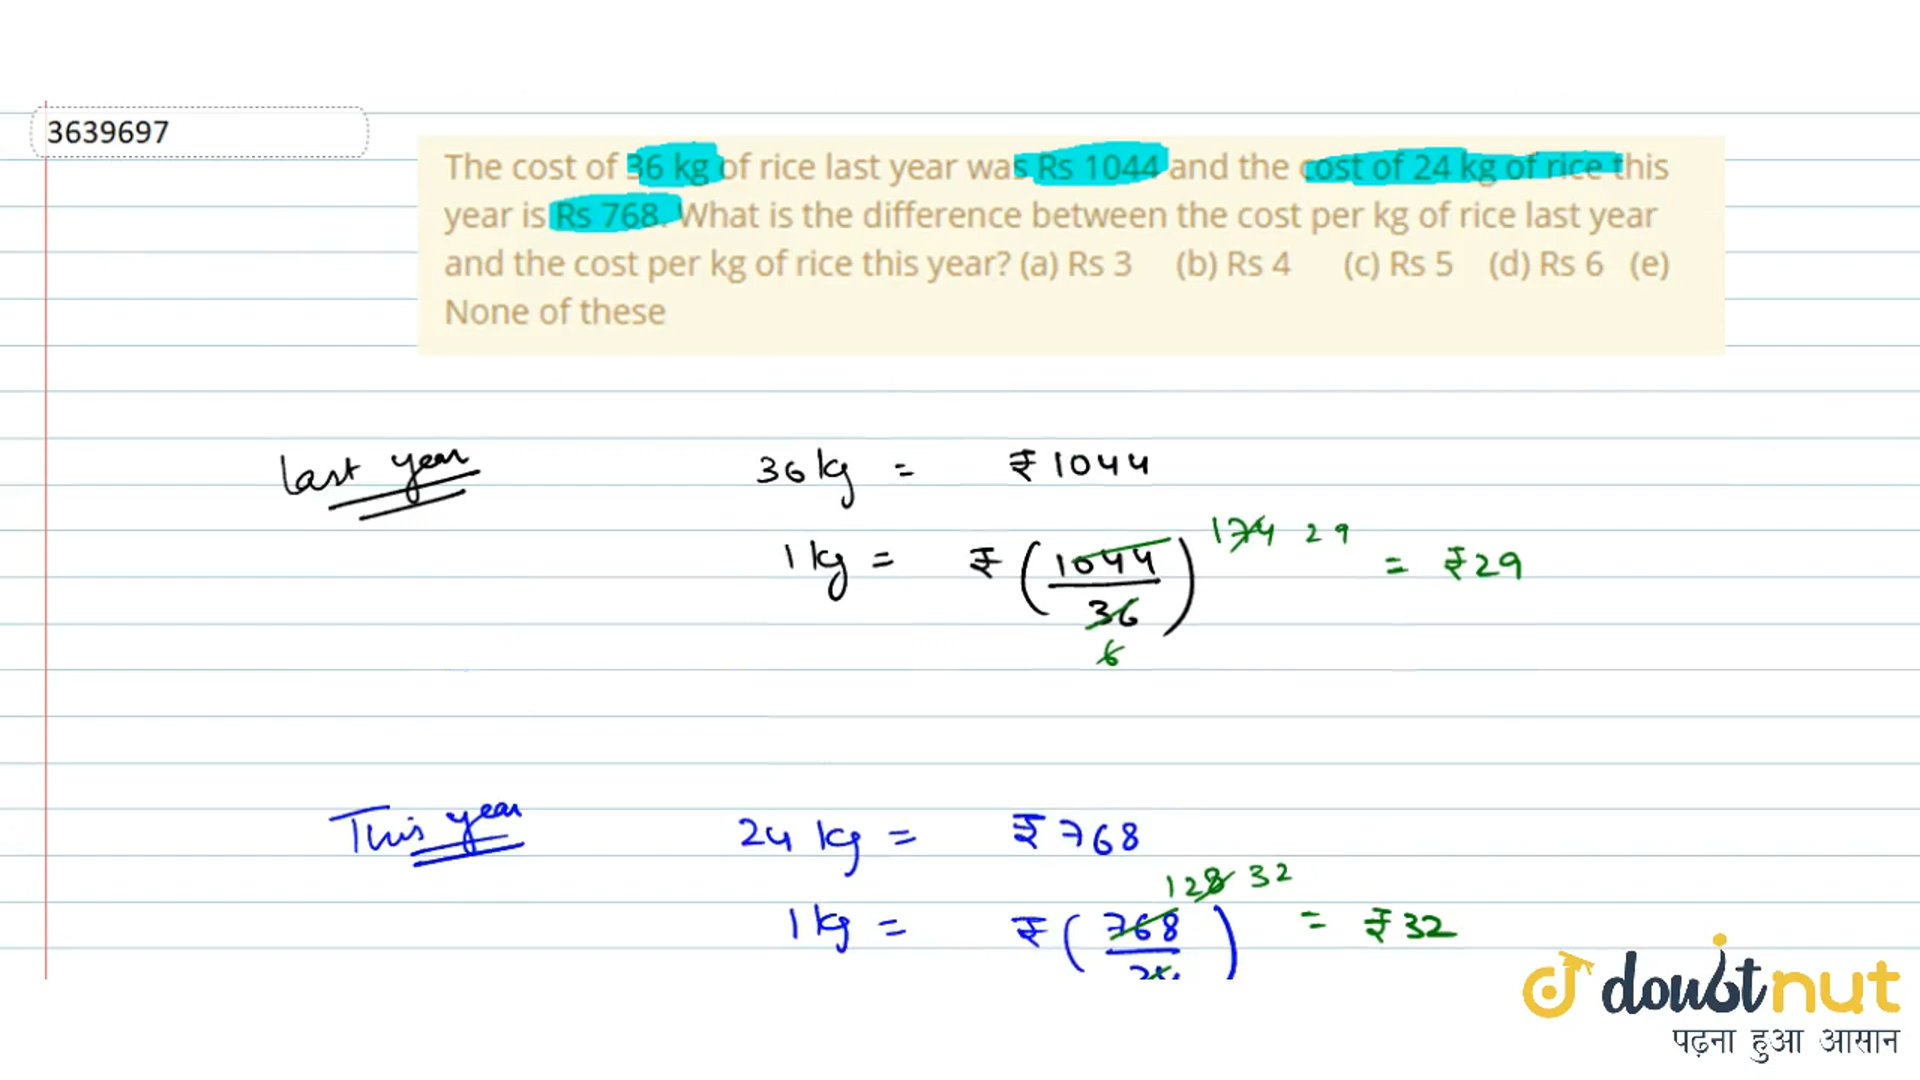 3639697
The cost of 36 kg of rice last year was Rs 1044 and the cost of 24 kg of rice this
year is Rs 768. What is the difference between the cost per kg of rice last year
and the cost per kg of rice this year? (a) Rs 3 (b) Rs 4 (c) Rs 5 (d) Rs 6 (e)
None of these
Last year 36 kg = ₹ 1044
174 29
1 kg = ₹ (1044/36) = ₹ 29
6
This year 24 kg = ₹ 768
128 32
1 kg = ₹ (768/24) = ₹ 32
doubtnut
पढ़ना हुआ आसान